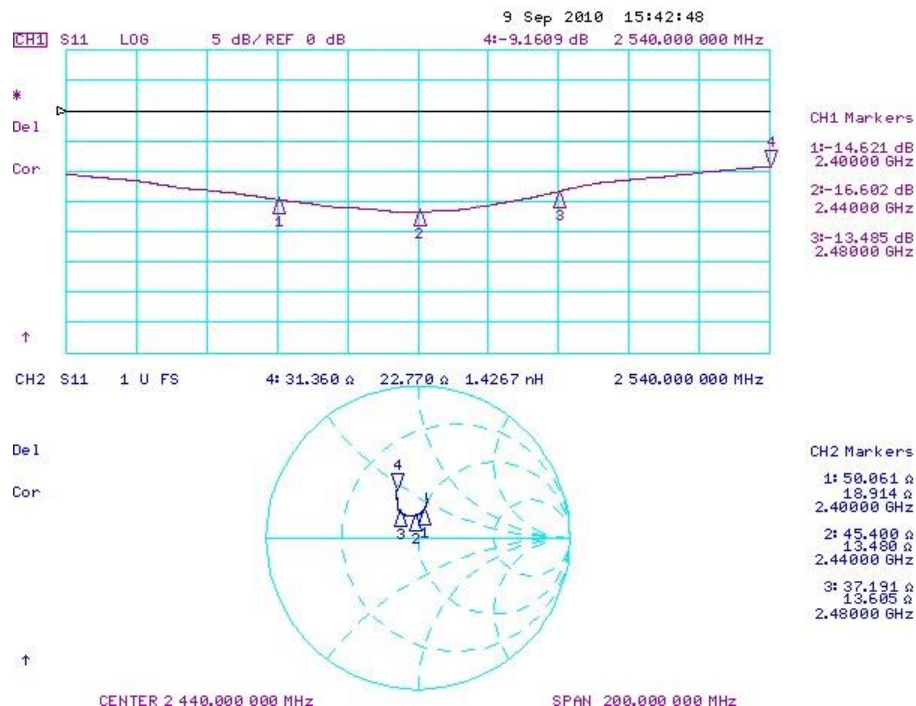 9 Sep 2010 15:42:48
CH1 S11 LOG 5 dB/REF 0 dB 4:-9.1609 dB 2 540.000 000 MHz
*
Del
Cor
↑
CH1 Markers
1:-14.621 dB
2.40000 GHz
2:-16.602 dB
2.44000 GHz
3:-13.485 dB
2.48000 GHz
1
2
3
4
CH2 S11 1 U FS 4: 31.360 Ω 22.770 Ω 1.4267 nH 2 540.000 000 MHz
Del
Cor
↑
4
3
2
1
CH2 Markers
1: 50.061 Ω
18.914 Ω
2.40000 GHz
2: 45.400 Ω
13.480 Ω
2.44000 GHz
3: 37.191 Ω
13.605 Ω
2.48000 GHz
CENTER 2 440.000 000 MHz SPAN 200.000 000 MHz